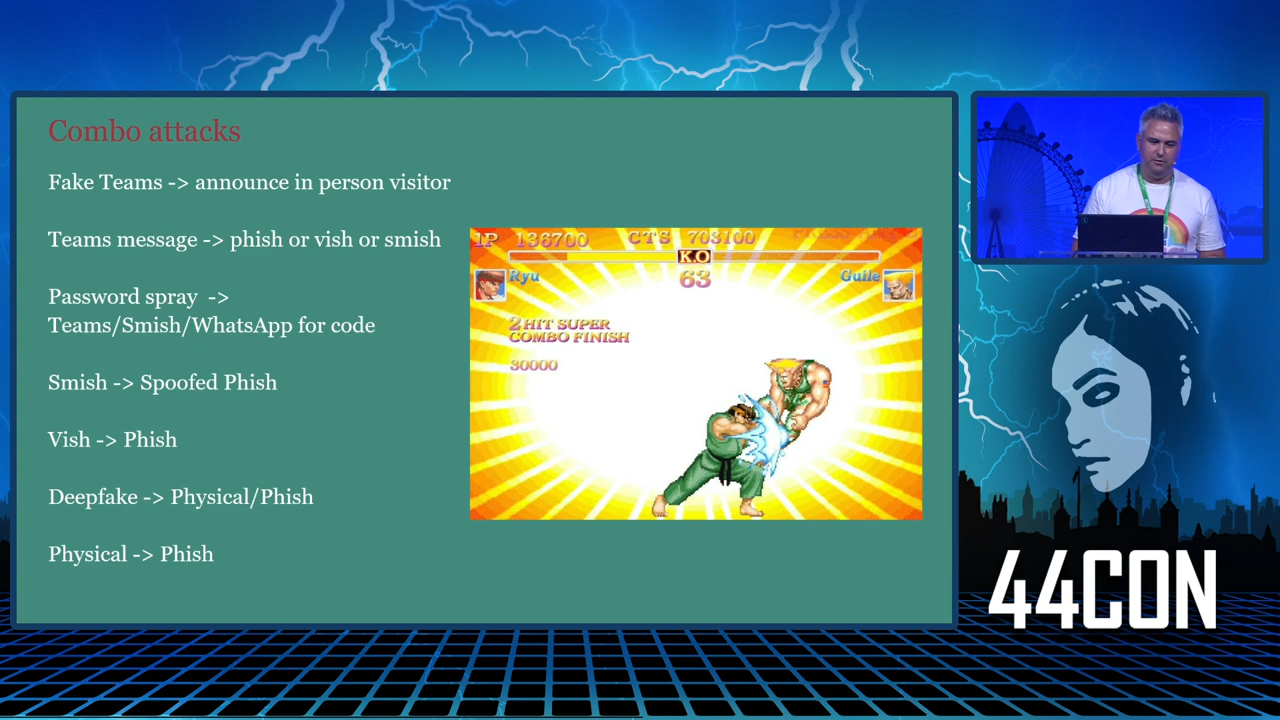 Combo attacks
Fake Teams -> announce in person visitor
Teams message -> phish or vish or smish
Password spray ->
Teams/Smish/WhatsApp for code
Smish -> Spoofed Phish
Vish -> Phish
Deepfake -> Physical/Phish
Physical -> Phish
1P 136700 CTS 703100
K.O
Ryu 63 Guile
2 HIT SUPER
COMBO FINISH
30000
44CON